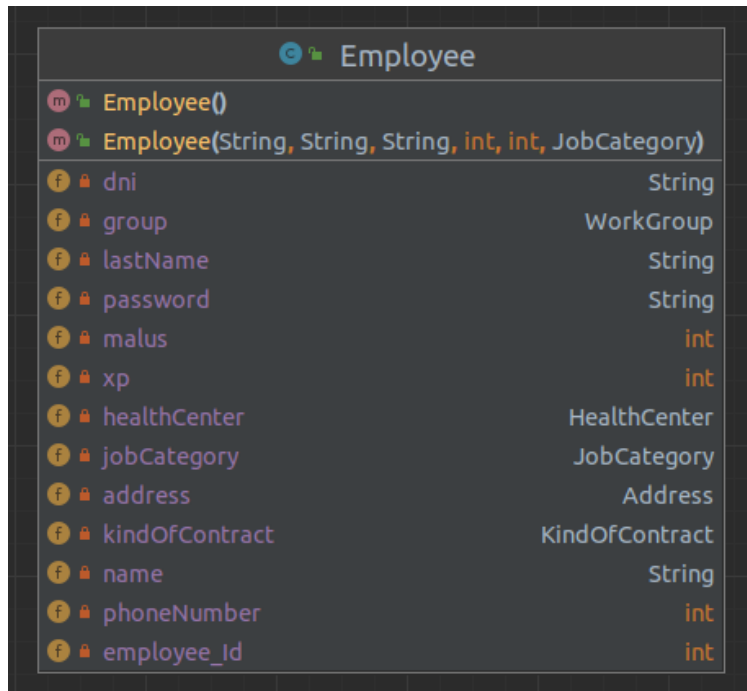 Employee
Employee()
Employee(String, String, String, int, int, JobCategory)
dni String
group WorkGroup
lastName String
password String
malus int
xp int
healthCenter HealthCenter
jobCategory JobCategory
address Address
kindOfContract KindOfContract
name String
phoneNumber int
employee_Id int